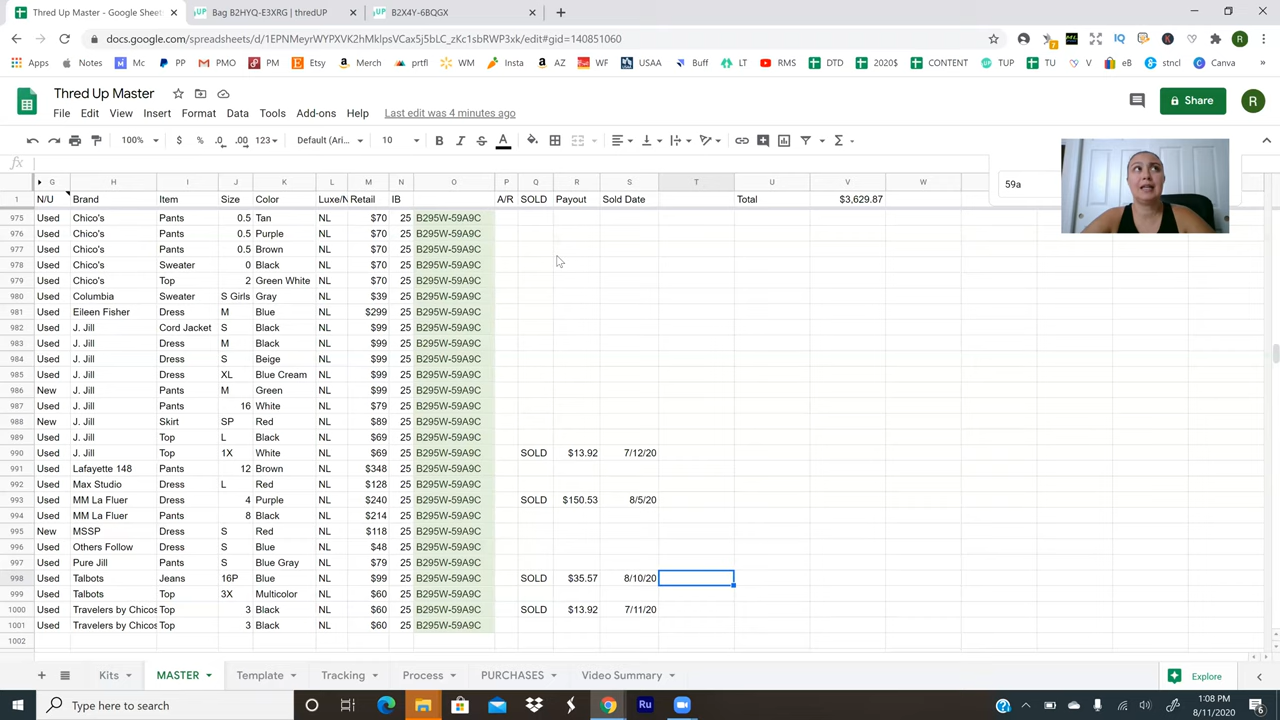 Thred Up Master - Google Sheets
Bag B2HYQ-E3XRG | thredUP
B2X4Y-6BQGX
docs.google.com/spreadsheets/d/1EPNMeyrWYPXVK2hMklpsVCax5j5bLC_zKc1sbRWP3xk/edit#gid=140851060
Apps Notes Mc PP PMO PM Etsy Merch prtfl WM Insta AZ WF USAA Buff LT RMS DTD 2020$ CONTENT TUP TU V eB stncl Canva
Thred Up Master
File Edit View Insert Format Data Tools Add-ons Help Last edit was 4 minutes ago
Share
R
100% $ % .0 .00 123 Default (Ari... 10 B I S A
fx
59a
G H I J K L M N O P Q R S T U V W
1 N/U Brand Item Size Color Luxe/N Retail IB A/R SOLD Payout Sold Date Total $3,629.87
975 Used Chico's Pants 0.5 Tan NL $70 25 B295W-59A9C
976 Used Chico's Pants 0.5 Purple NL $70 25 B295W-59A9C
977 Used Chico's Pants 0.5 Brown NL $70 25 B295W-59A9C
978 Used Chico's Sweater 0 Black NL $70 25 B295W-59A9C
979 Used Chico's Top 2 Green White NL $70 25 B295W-59A9C
980 Used Columbia Sweater S Girls Gray NL $39 25 B295W-59A9C
981 Used Eileen Fisher Dress M Blue NL $299 25 B295W-59A9C
982 Used J. Jill Cord Jacket S Black NL $99 25 B295W-59A9C
983 Used J. Jill Dress M Black NL $99 25 B295W-59A9C
984 Used J. Jill Dress S Beige NL $99 25 B295W-59A9C
985 Used J. Jill Dress XL Blue Cream NL $99 25 B295W-59A9C
986 New J. Jill Pants M Green NL $99 25 B295W-59A9C
987 Used J. Jill Pants 16 White NL $79 25 B295W-59A9C
988 New J. Jill Skirt SP Red NL $89 25 B295W-59A9C
989 Used J. Jill Top L Black NL $69 25 B295W-59A9C
990 Used J. Jill Top 1X White NL $69 25 B295W-59A9C SOLD $13.92 7/12/20
991 Used Lafayette 148 Pants 12 Brown NL $348 25 B295W-59A9C
992 Used Max Studio Dress L Red NL $128 25 B295W-59A9C
993 Used MM La Fluer Dress 4 Purple NL $240 25 B295W-59A9C SOLD $150.53 8/5/20
994 Used MM La Fluer Pants 8 Black NL $214 25 B295W-59A9C
995 New MSSP Dress S Red NL $118 25 B295W-59A9C
996 Used Others Follow Dress S Blue NL $48 25 B295W-59A9C
997 Used Pure Jill Pants S Blue Gray NL $79 25 B295W-59A9C
998 Used Talbots Jeans 16P Blue NL $99 25 B295W-59A9C SOLD $35.57 8/10/20
999 Used Talbots Top 3X Multicolor NL $60 25 B295W-59A9C
1000 Used Travelers by Chicos Top 3 Black NL $60 25 B295W-59A9C SOLD $13.92 7/11/20
1001 Used Travelers by Chicos Top 3 Black NL $60 25 B295W-59A9C
1002
Kits MASTER Template Tracking Process PURCHASES Video Summary Explore
Type here to search
Ru
1:08 PM
8/11/2020
6